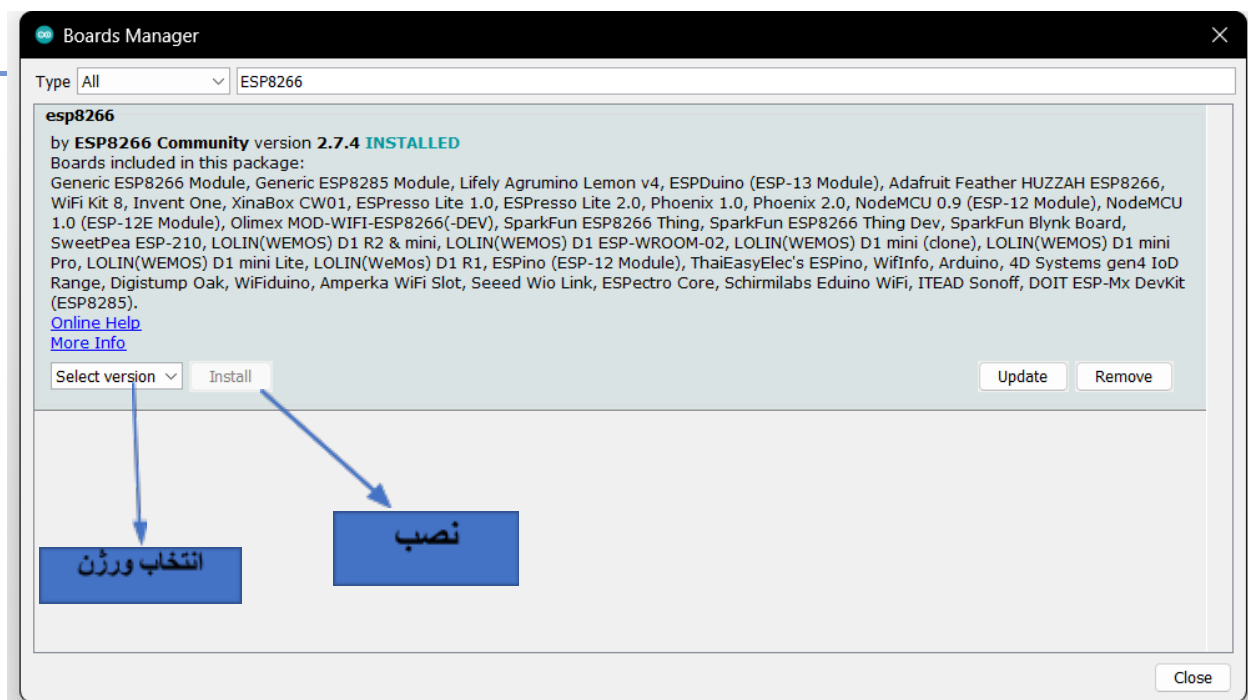 Boards Manager
Type All ESP8266
esp8266
by ESP8266 Community version 2.7.4 INSTALLED
Boards included in this package:
Generic ESP8266 Module, Generic ESP8285 Module, Lifely Agrumino Lemon v4, ESPDuino (ESP-13 Module), Adafruit Feather HUZZAH ESP8266,
WiFi Kit 8, Invent One, XinaBox CW01, ESPresso Lite 1.0, ESPresso Lite 2.0, Phoenix 1.0, Phoenix 2.0, NodeMCU 0.9 (ESP-12 Module), NodeMCU
1.0 (ESP-12E Module), Olimex MOD-WIFI-ESP8266(-DEV), SparkFun ESP8266 Thing, SparkFun ESP8266 Thing Dev, SparkFun Blynk Board,
SweetPea ESP-210, LOLIN(WEMOS) D1 R2 & mini, LOLIN(WEMOS) D1 ESP-WROOM-02, LOLIN(WEMOS) D1 mini (clone), LOLIN(WEMOS) D1 mini
Pro, LOLIN(WEMOS) D1 mini Lite, LOLIN(WeMos) D1 R1, ESPino (ESP-12 Module), ThaiEasyElec's ESPino, WifInfo, Arduino, 4D Systems gen4 IoD
Range, Digistump Oak, WiFiduino, Amperka WiFi Slot, Seeed Wio Link, ESPectro Core, Schirmilabs Eduino WiFi, ITEAD Sonoff, DOIT ESP-Mx DevKit
(ESP8285).
Online Help
More Info
Select version Install Update Remove
نصب
انتخاب ورژن
Close